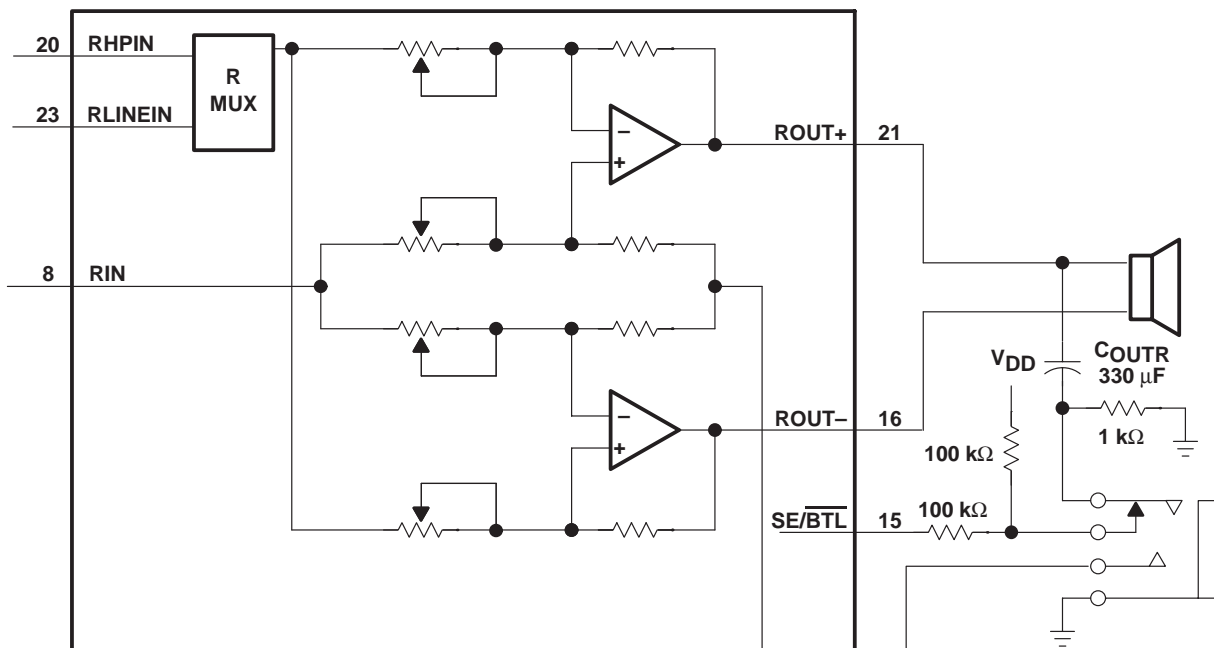 20 RHPIN
R
MUX
23 RLINEIN
−
+
ROUT+ 21
8 RIN
VDD
COUTR
330 μF
−
+
ROUT− 16
1 kΩ
100 kΩ
100 kΩ
SE/BTL 15